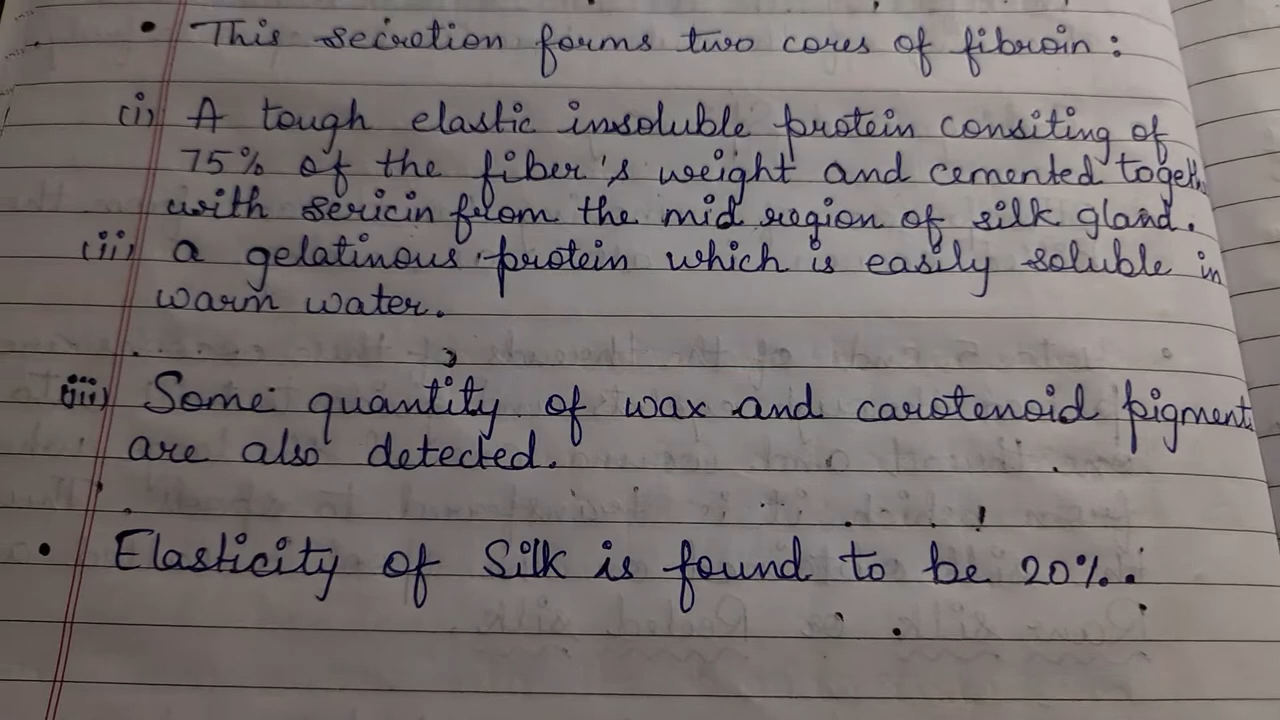 • This secretion forms two cores of fibroin :
(i) A tough elastic insoluble protein consiting of
75% of the fiber's weight and cemented togeth
with sericin from the mid region of silk gland.
(ii) a gelatinous protein which is easily soluble in
warm water.
(iii) Some quantity of wax and carotenoid pigment
are also detected.
• Elasticity of Silk is found to be 20%.